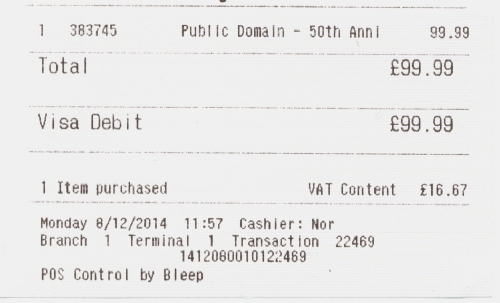 1 383745 Public Domain - 50th Anni 99.99
Total £99.99
Visa Debit £99.99
1 Item purchased VAT Content £16.67
Monday 8/12/2014 11:57 Cashier: Nor
Branch 1 Terminal 1 Transaction 22469
1412080010122469
POS Control by Bleep